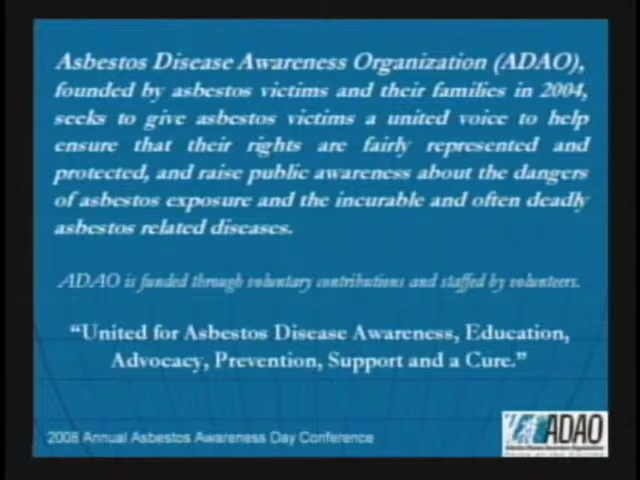 Asbestos Disease Awareness Organization (ADAO),
founded by asbestos victims and their families in 2004,
seeks to give asbestos victims a united voice to help
ensure that their rights are fairly represented and
protected, and raise public awareness about the dangers
of asbestos exposure and the incurable and often deadly
asbestos related diseases.
ADAO is funded through voluntary contributions and staffed by volunteers.
“United for Asbestos Disease Awareness, Education,
Advocacy, Prevention, Support and a Cure.”
2008 Annual Asbestos Awareness Day Conference
ADAO